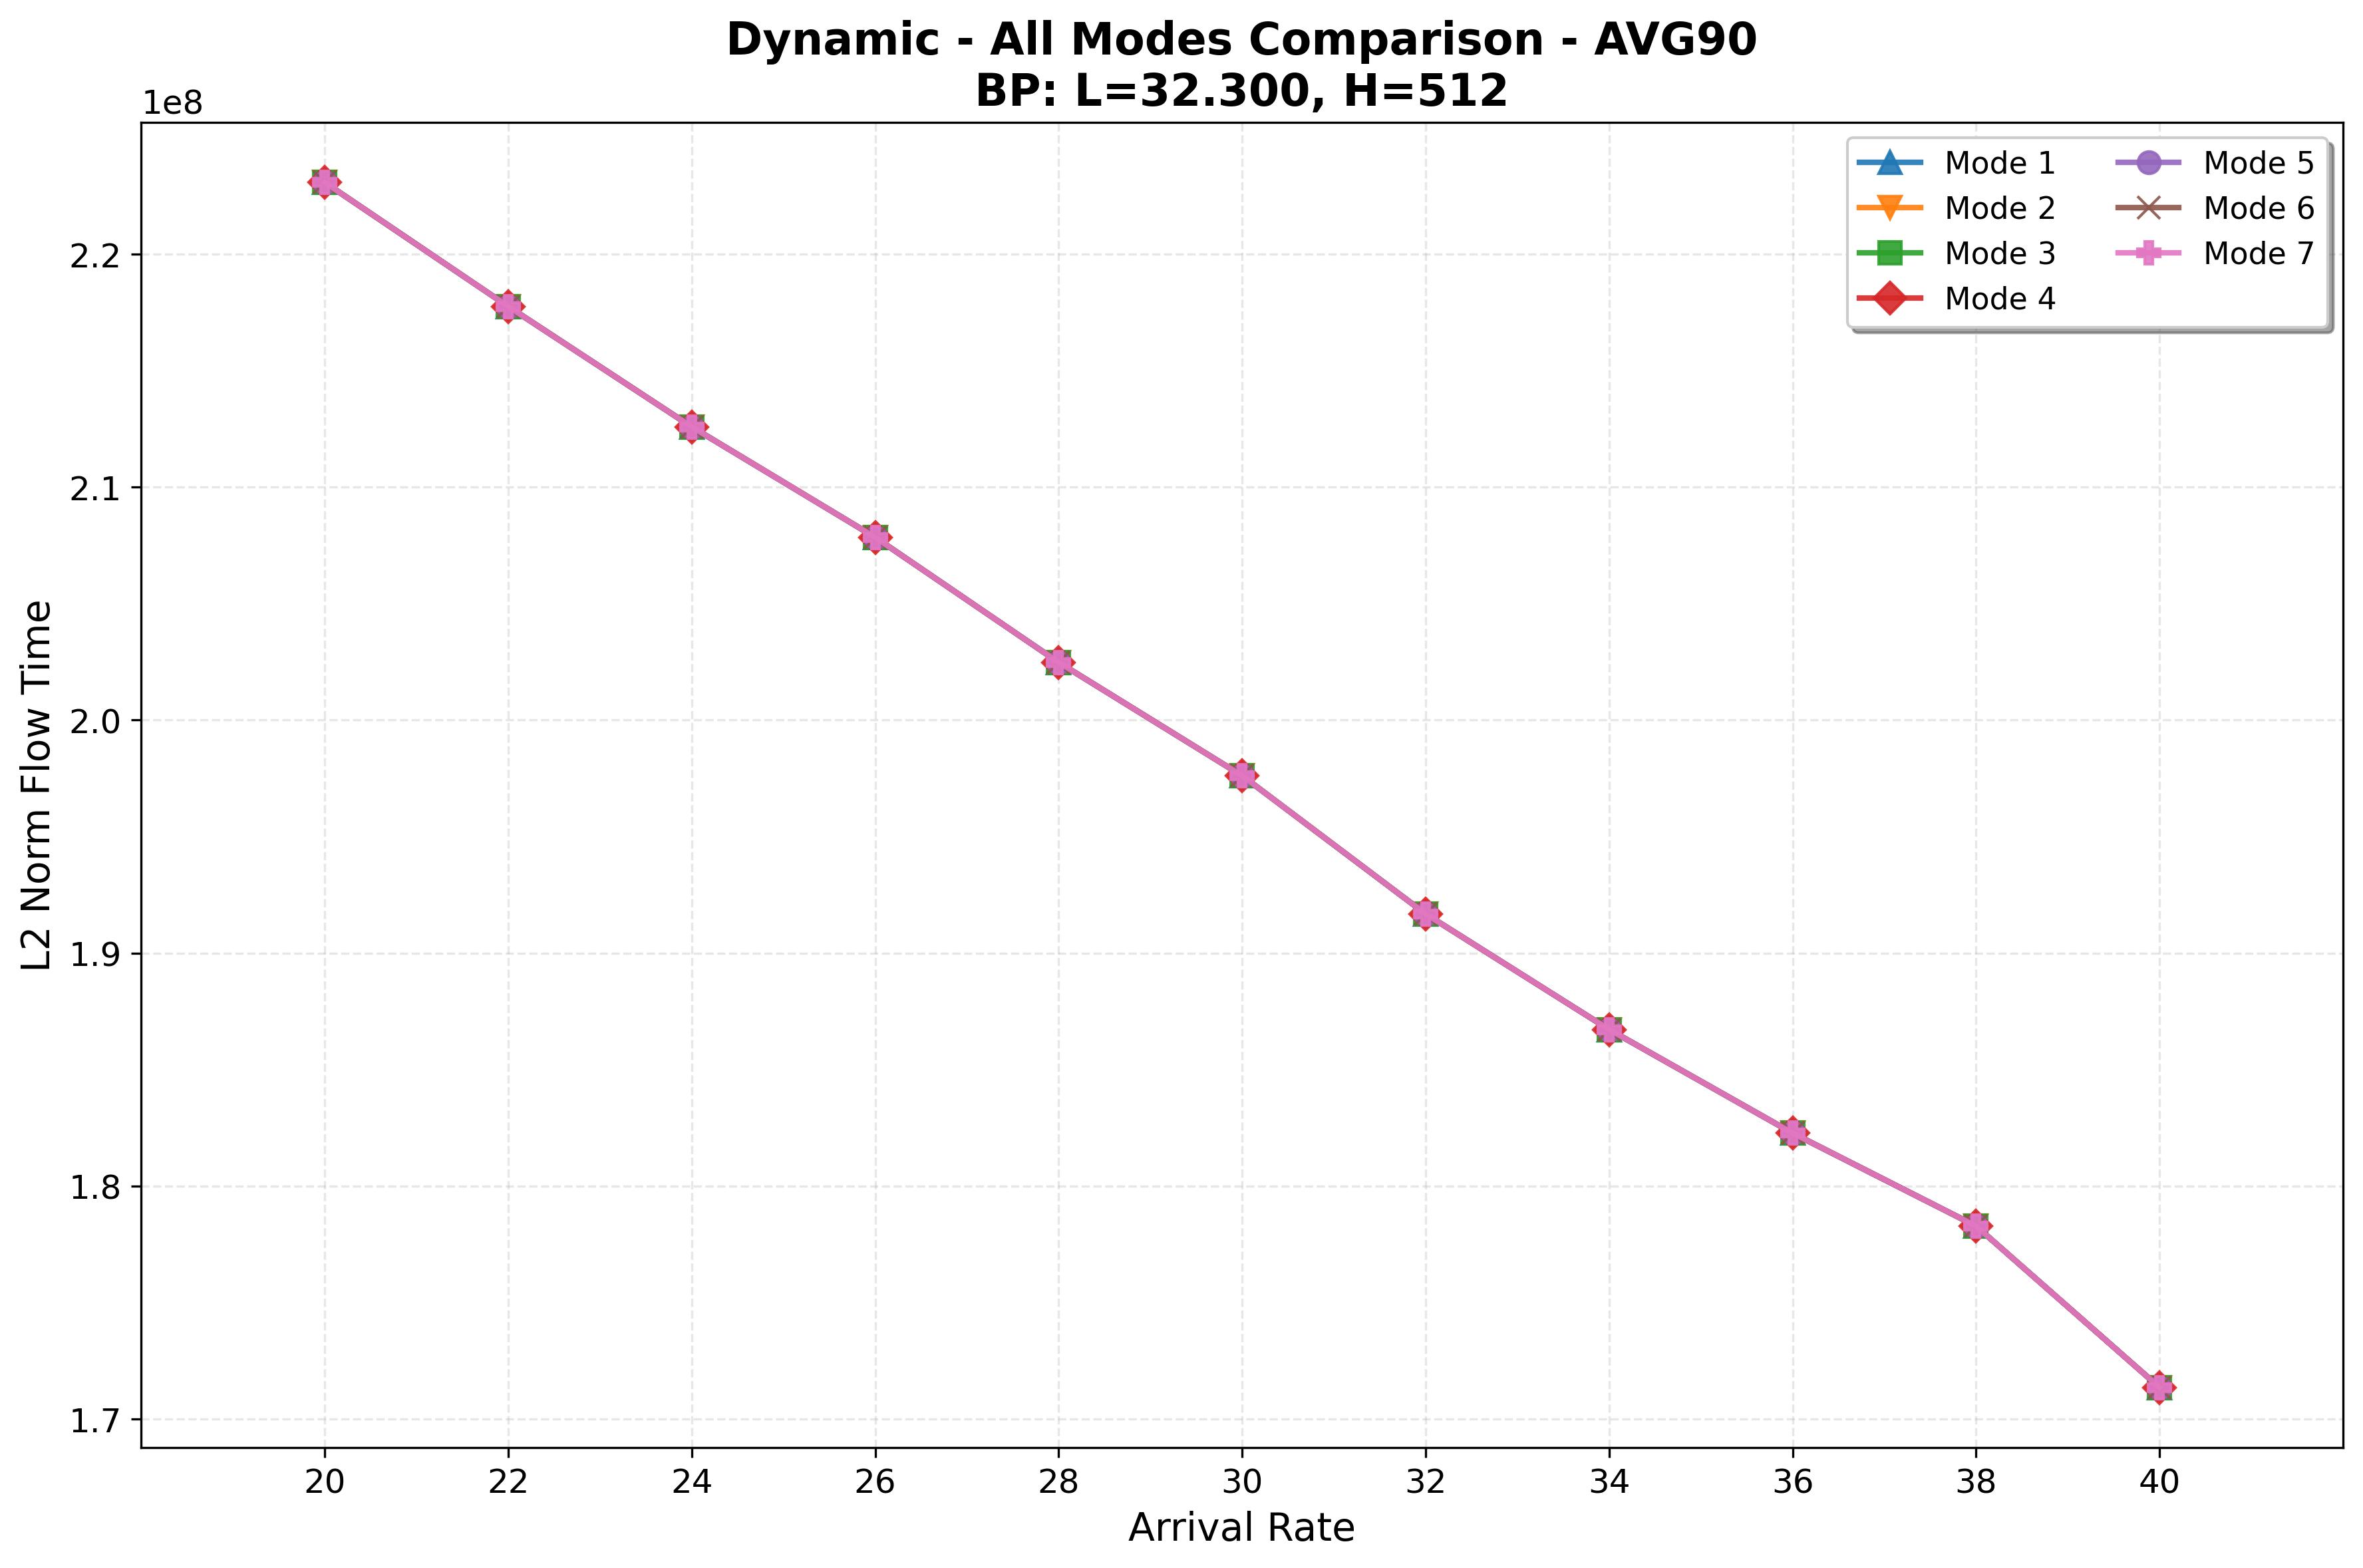 Dynamic - All Modes Comparison - AVG90
BP: L=32.300, H=512
1e8
Mode 1
Mode 2
Mode 3
Mode 4
Mode 5
Mode 6
Mode 7
L2 Norm Flow Time
2.2
2.1
2.0
1.9
1.8
1.7
20 22 24 26 28 30 32 34 36 38 40
Arrival Rate